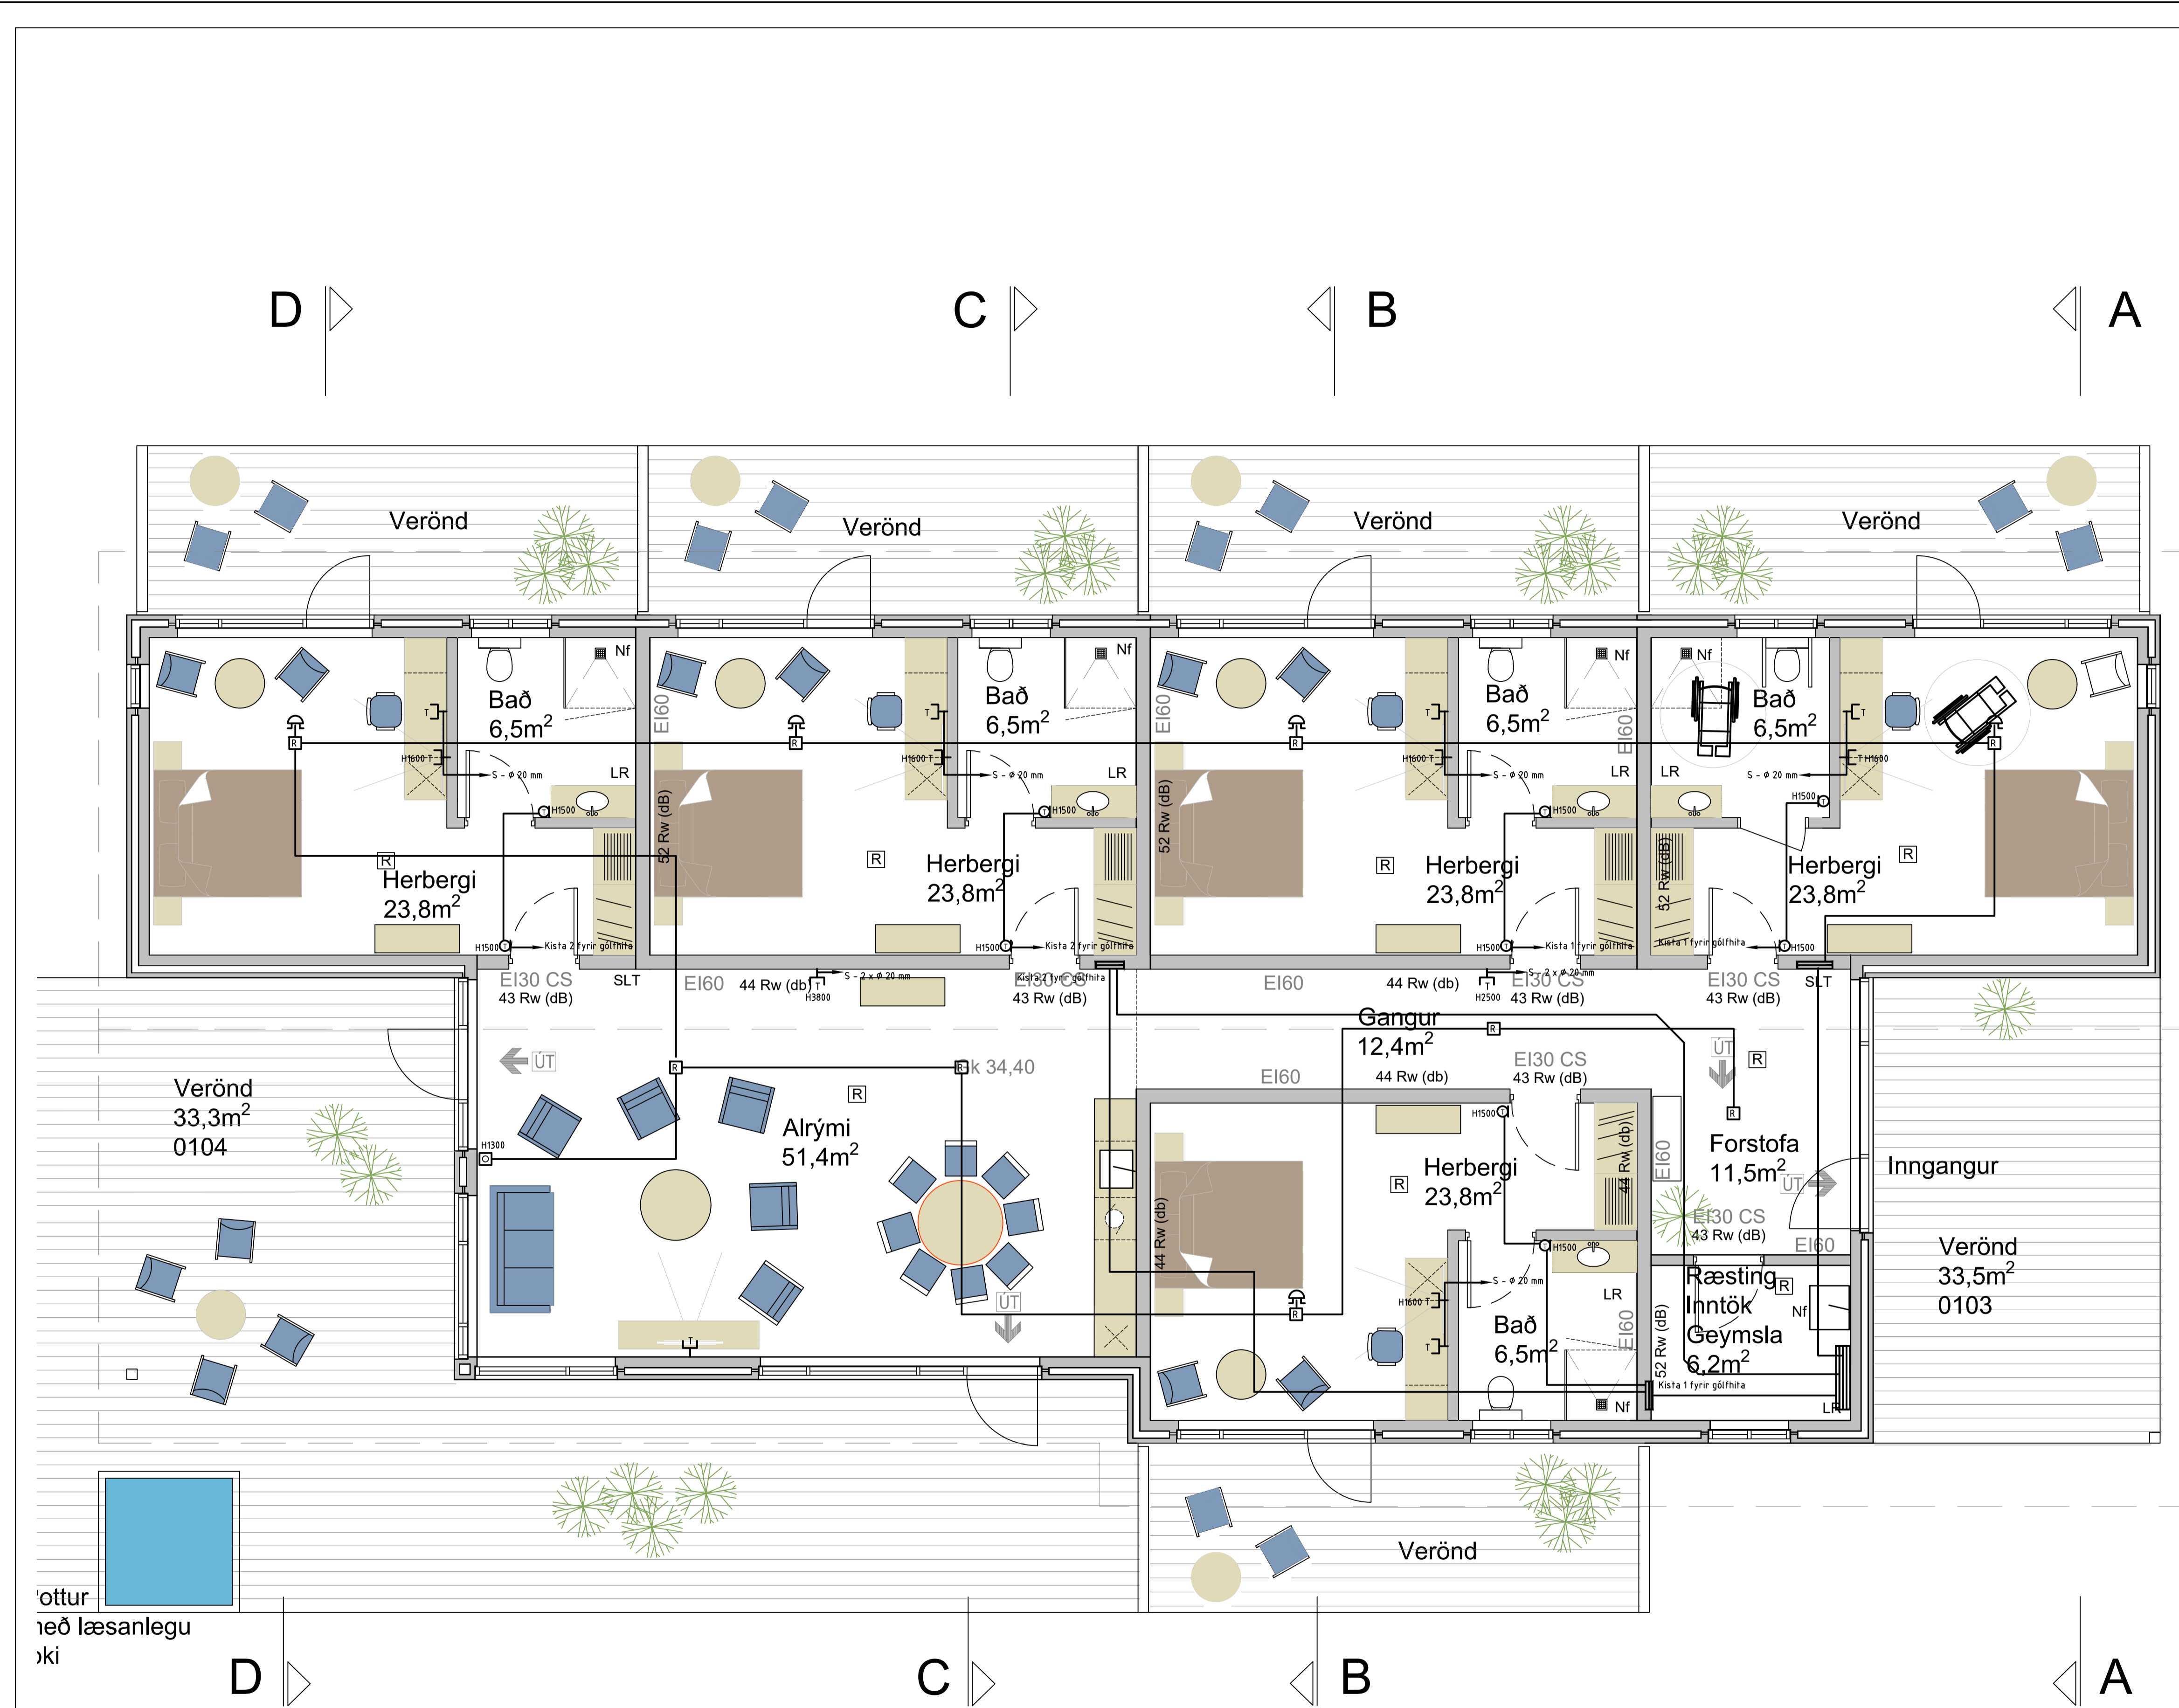 D
C
B
A
Verönd
Verönd
Verönd
Verönd
Nf
Nf
Nf
Nf
Bað
6,5m²
Bað
6,5m²
Bað
6,5m²
Bað
6,5m²
EI60
EI60
EI60
T
T
T
T
R
R
R
R
H1600 T
H1600 T
H1600 T
T H1600
S - Ø 20 mm
S - Ø 20 mm
S - Ø 20 mm
S - Ø 20 mm
LR
LR
LR
LR
T H1500
T H1500
T H1500
H1500 T
52 Rw (dB)
52 Rw (dB)
52 Rw (dB)
R
R
R
R
Herbergi
23,8m²
Herbergi
23,8m²
Herbergi
23,8m²
Herbergi
23,8m²
H1500 T
Kista 2 fyrir gólfhita
H1500 T
Kista 2 fyrir gólfhita
H1500 T
Kista 1 fyrir gólfhita
Kista 1 fyrir gólfhita
T H1500
EI30 CS
43 Rw (dB)
SLT
EI60
44 Rw (db)
T
H3800
S - 2 x Ø 20 mm
Kista 2 fyrir gólfhita
EI30 CS
43 Rw (dB)
EI60
44 Rw (db)
T
H2500
S - 2 x Ø 20 mm
EI30 CS
43 Rw (dB)
EI30 CS
43 Rw (dB)
SLT
Gangur
12,4m²
R
EI60
44 Rw (db)
EI30 CS
43 Rw (dB)
ÚT
R
R
ÚT
R
R
k 34,40
R
Verönd
33,3m²
0104
H1300
Alrými
51,4m²
H1500 T
Herbergi
23,8m²
R
44 Rw (db)
44 Rw (db)
EI60
Forstofa
11,5m²
ÚT
Inngangur
EI30 CS
43 Rw (dB)
EI60
Verönd
33,5m²
0103
T H1500
S - Ø 20 mm
H1600 T
T
R
LR
Bað
6,5m²
EI60
52 Rw (dB)
Ræsting
Inntök
Geymsla
6,2m²
R
Nf
Kista 1 fyrir gólfhita
LR
Nf
ÚT
T
Verönd
ottur
neð læsanlegu
oki
D
C
B
A